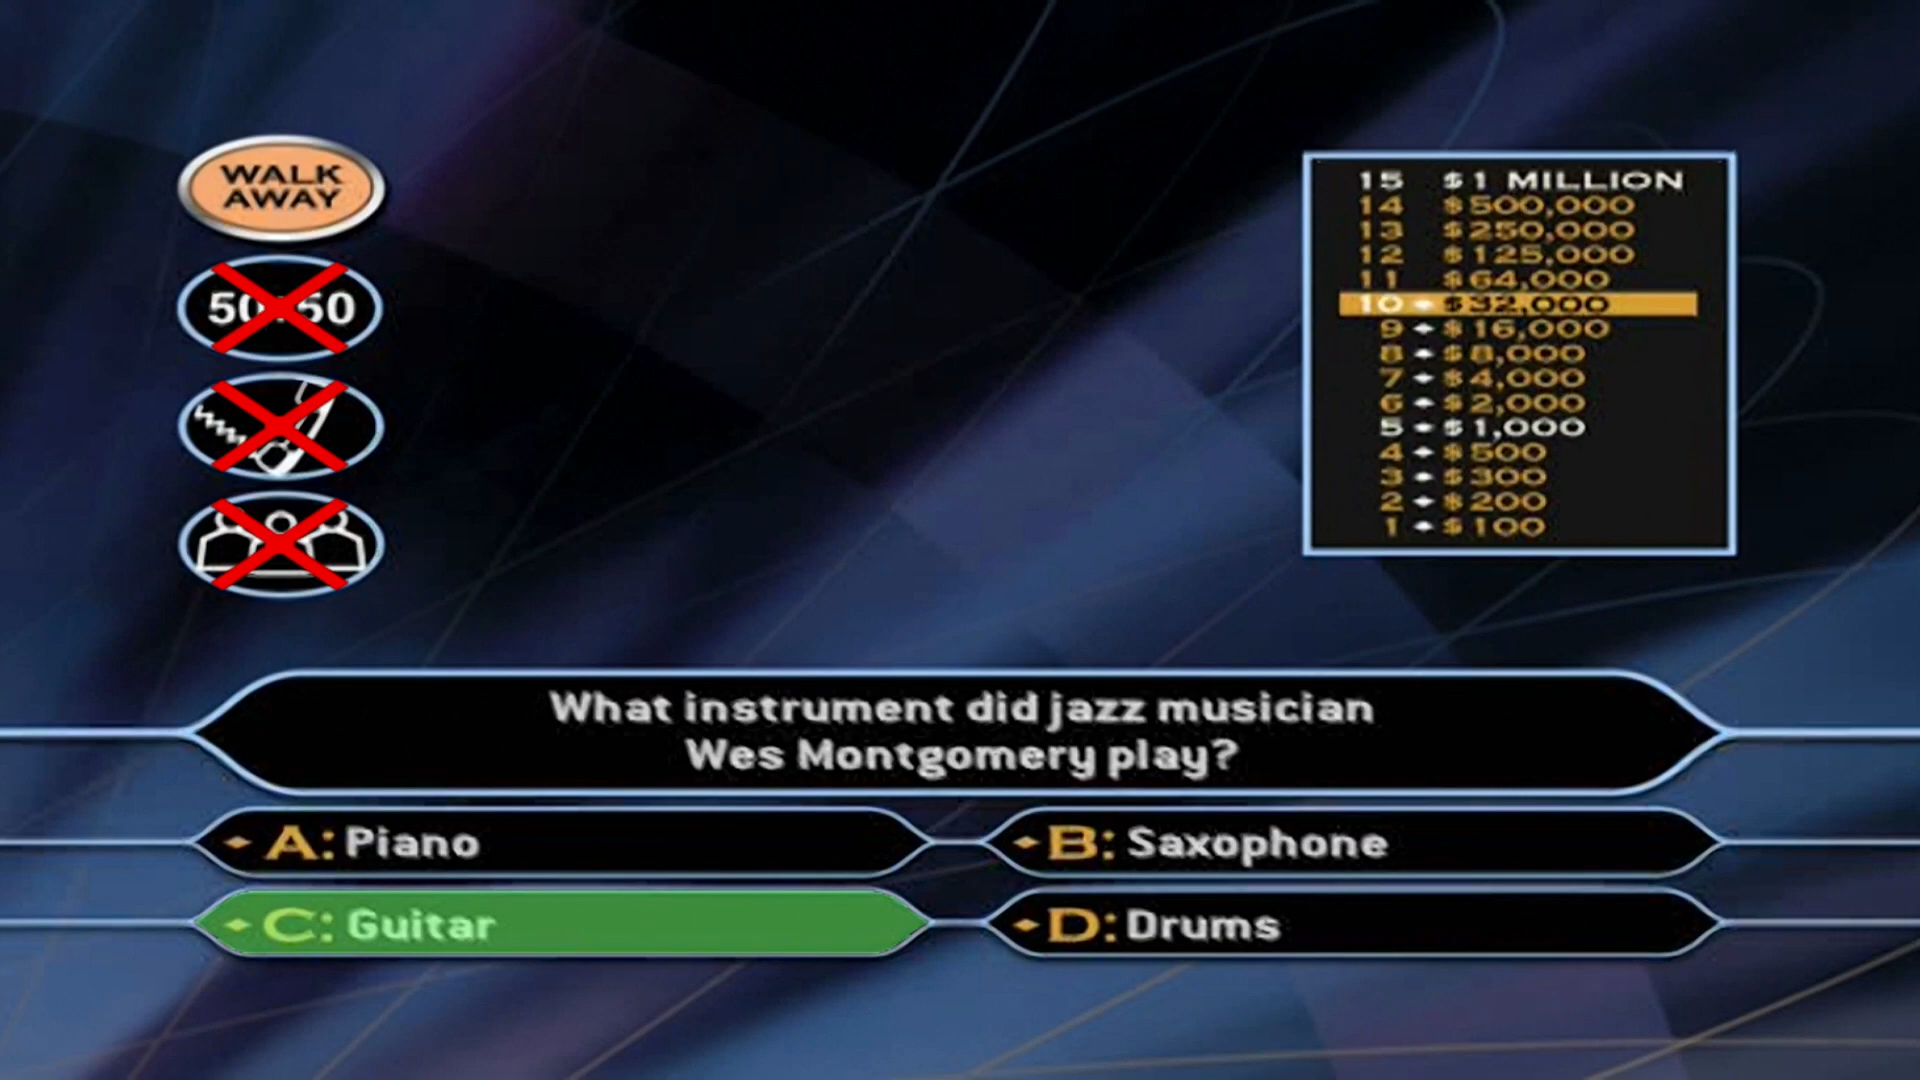 WALK
AWAY
50:50
15 $1 MILLION
14 $500,000
13 $250,000
12 $125,000
11 $64,000
10 $32,000
9 $16,000
8 $8,000
7 $4,000
6 $2,000
5 $1,000
4 $500
3 $300
2 $200
1 $100
What instrument did jazz musician
Wes Montgomery play?
A: Piano
B: Saxophone
C: Guitar
D: Drums